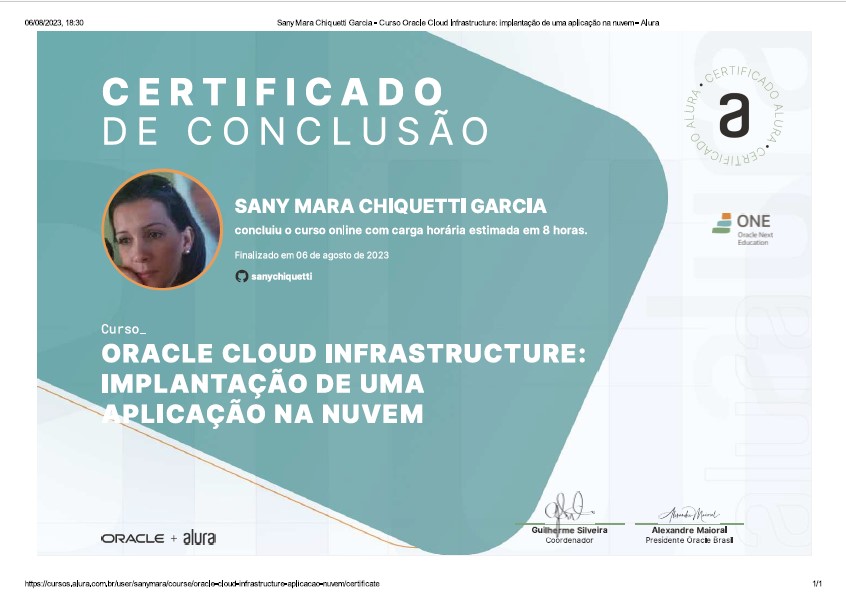 06/08/2023, 18:30
Sany Mara Chiquetti Garcia - Curso Oracle Cloud Infrastructure: implantação de uma aplicação na nuvem - Alura
CERTIFICADO
DE CONCLUSÃO
CERTIFICADO ALURA • CERTIFICADO ALURA •
a
SANY MARA CHIQUETTI GARCIA
concluiu o curso online com carga horária estimada em 8 horas.
Finalizado em 06 de agosto de 2023
sanychiquetti
ONE
Oracle Next
Education
Curso_
ORACLE CLOUD INFRASTRUCTURE:
IMPLANTAÇÃO DE UMA
APLICAÇÃO NA NUVEM
ORACLE + alura
Guilherme Silveira
Coordenador
Alexandre Maioral
Presidente Oracle Brasil
https://cursos.alura.com.br/user/sanymara/course/oracle-cloud-infrastructure-aplicacao-nuvem/certificate
1/1